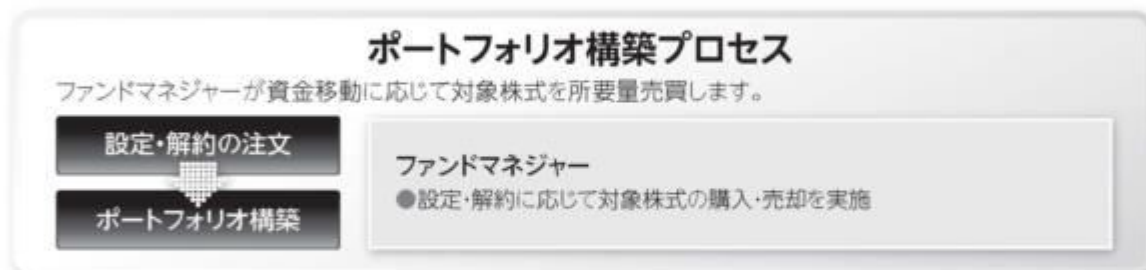 ポートフォリオ構築プロセス
ファンドマネジャーが資金移動に応じて対象株式を所要量売買します。
設定・解約の注文
ポートフォリオ構築
ファンドマネジャー
●設定・解約に応じて対象株式の購入・売却を実施